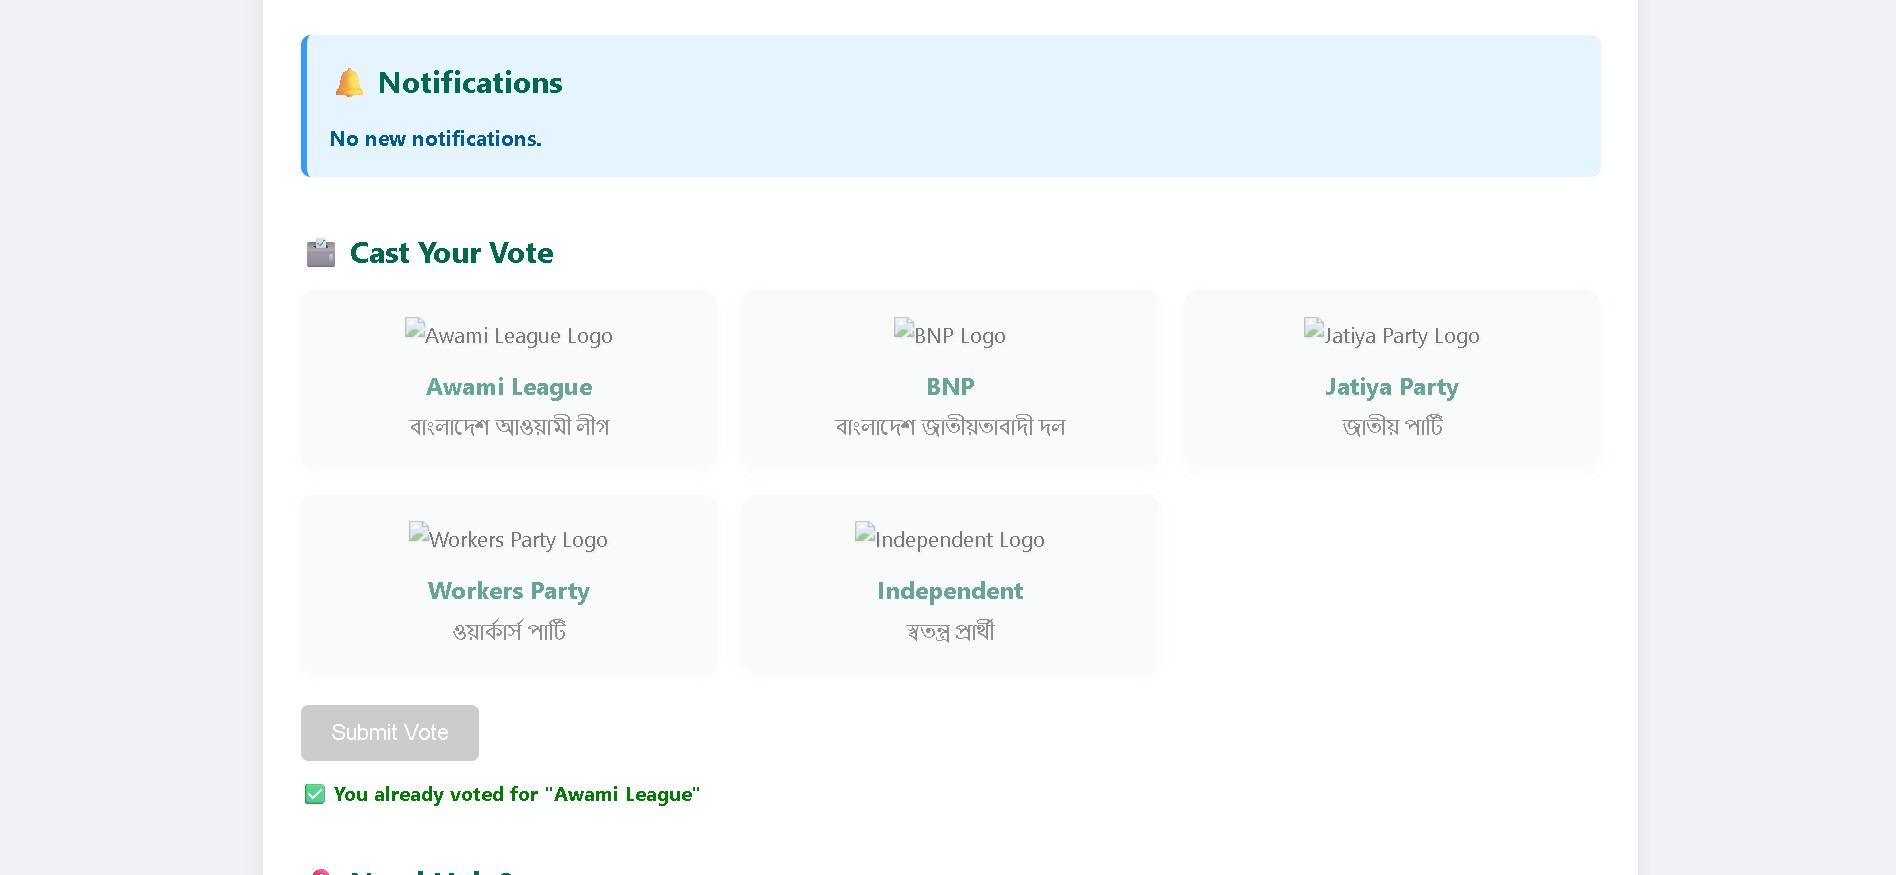 Notifications
No new notifications.
Cast Your Vote
Awami League Logo
Awami League
বাংলাদেশ আওয়ামী লীগ
BNP Logo
BNP
বাংলাদেশ জাতীয়তাবাদী দল
Jatiya Party Logo
Jatiya Party
জাতীয় পার্টি
Workers Party Logo
Workers Party
ওয়ার্কার্স পার্টি
Independent Logo
Independent
স্বতন্ত্র প্রার্থী
Submit Vote
You already voted for "Awami League"